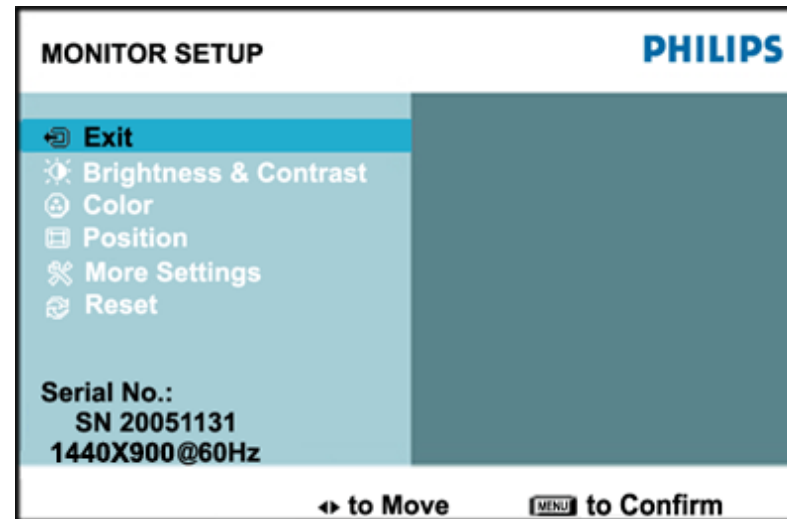 MONITOR SETUP PHILIPS
Exit
Brightness & Contrast
Color
Position
More Settings
Reset
Serial No.:
SN 20051131
1440X900@60Hz
to Move MENU to Confirm